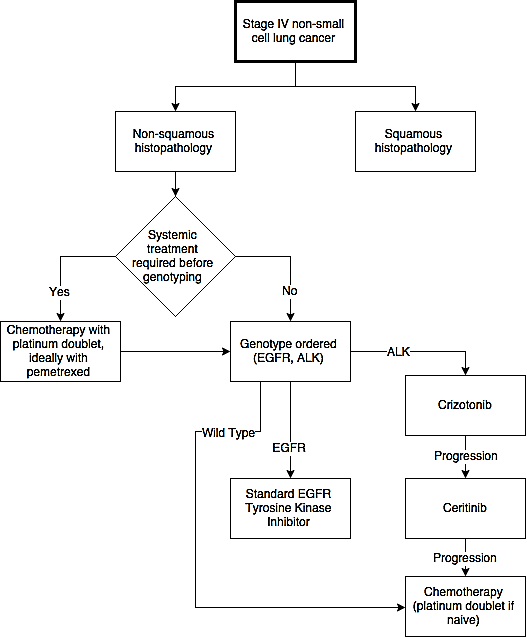 Stage IV non-small
cell lung cancer
Non-squamous
histopathology
Squamous
histopathology
Systemic
treatment
required before
genotyping
Yes
No
Chemotherapy with
platinum doublet,
ideally with
pemetrexed
Genotype ordered
(EGFR, ALK)
ALK
Crizotonib
Wild Type
EGFR
Progression
Standard EGFR
Tyrosine Kinase
Inhibitor
Ceritinib
Progression
Chemotherapy
(platinum doublet if
naive)